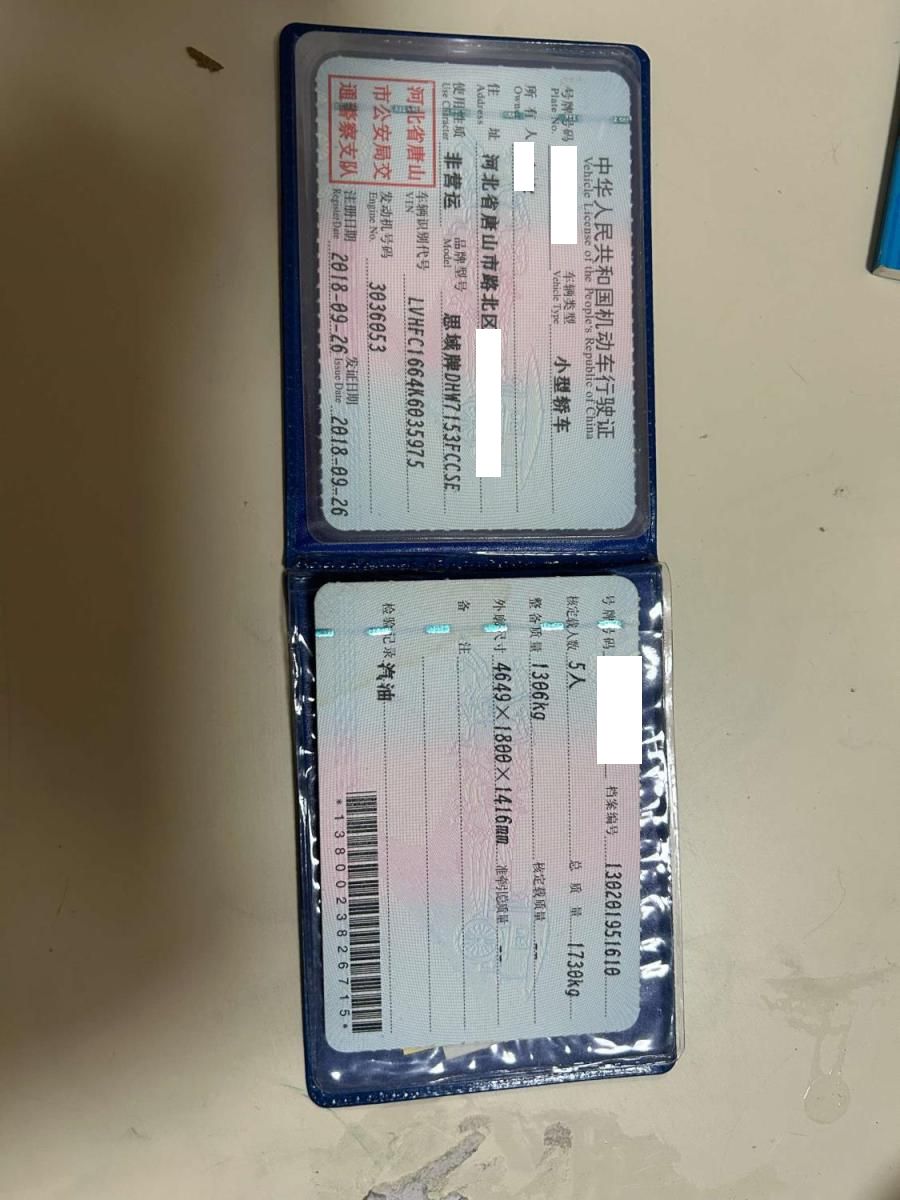 中华人民共和国机动车行驶证
Vehicle License of the People's Republic of China
号牌号码
Plate No.
车辆类型 小型轿车
Vehicle Type
所有人
Owner
住址 河北省唐山市路北区
Address
使用性质 非营运 品牌型号 思域牌DHW7153FCCSE
Use Character Model
河北省唐山
市公安局交
通警察支队
车辆识别代号 LVHFC1664K6035975
VIN
发动机号码 3036053
Engine No.
注册日期 2018-09-26 发证日期 2018-09-26
Register Date Issue Date
号牌号码 档案编号 130201951610
核定载人数 5人 总质量 1730kg
整备质量 1306kg 核定载质量 --
外廓尺寸 4649×1800×1416mm 准牵引总质量 --
备注
检验记录 汽油
*1380023826715*